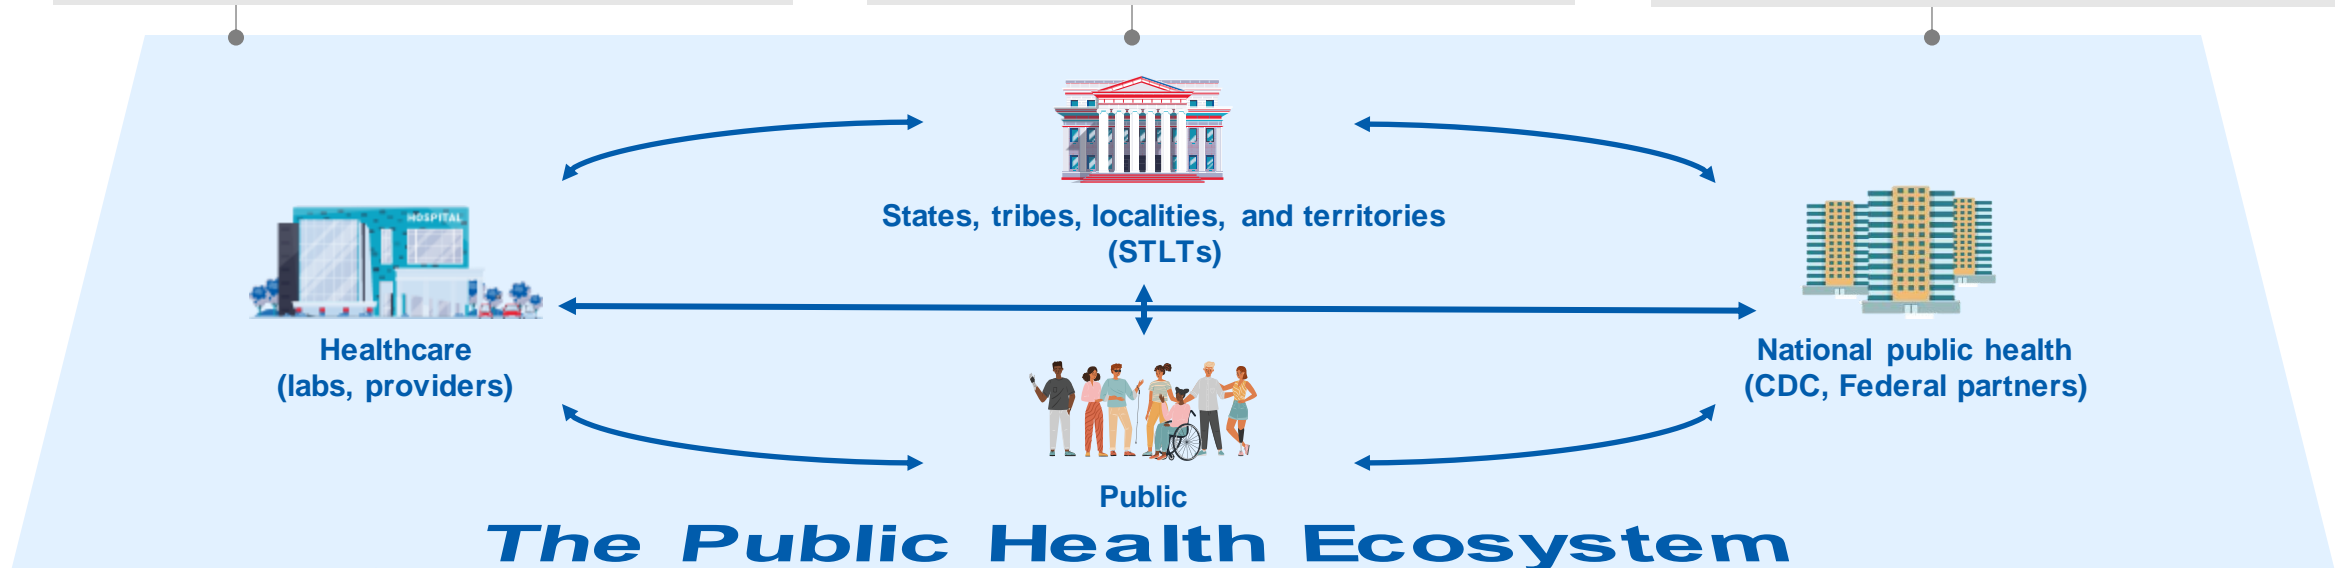 HOSPITAL
States, tribes, localities, and territories
(STLTs)
Healthcare
(labs, providers)
National public health
(CDC, Federal partners)
Public
The Public Health Ecosystem